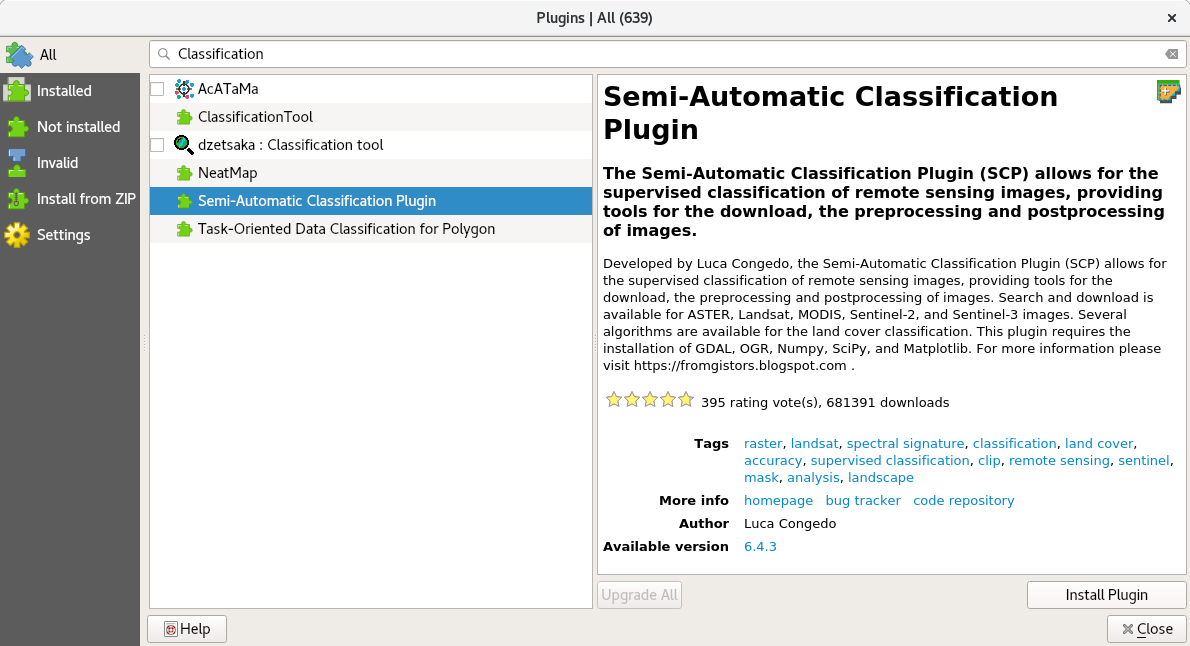 Plugins | All (639)
All
Installed
Not installed
Invalid
Install from ZIP
Settings
Classification
AcATaMa
ClassificationTool
dzetsaka : Classification tool
NeatMap
Semi-Automatic Classification Plugin
Task-Oriented Data Classification for Polygon
Semi-Automatic Classification
Plugin
The Semi-Automatic Classification Plugin (SCP) allows for the
supervised classification of remote sensing images, providing
tools for the download, the preprocessing and postprocessing
of images.
Developed by Luca Congedo, the Semi-Automatic Classification Plugin (SCP) allows for
the supervised classification of remote sensing images, providing tools for the
download, the preprocessing and postprocessing of images. Search and download is
available for ASTER, Landsat, MODIS, Sentinel-2, and Sentinel-3 images. Several
algorithms are available for the land cover classification. This plugin requires the
installation of GDAL, OGR, Numpy, SciPy, and Matplotlib. For more information please
visit https://fromgistors.blogspot.com .
395 rating vote(s), 681391 downloads
Tags raster, landsat, spectral signature, classification, land cover,
accuracy, supervised classification, clip, remote sensing, sentinel,
mask, analysis, landscape
More info homepage bug tracker code repository
Author Luca Congedo
Available version 6.4.3
Upgrade All
Install Plugin
Help
Close